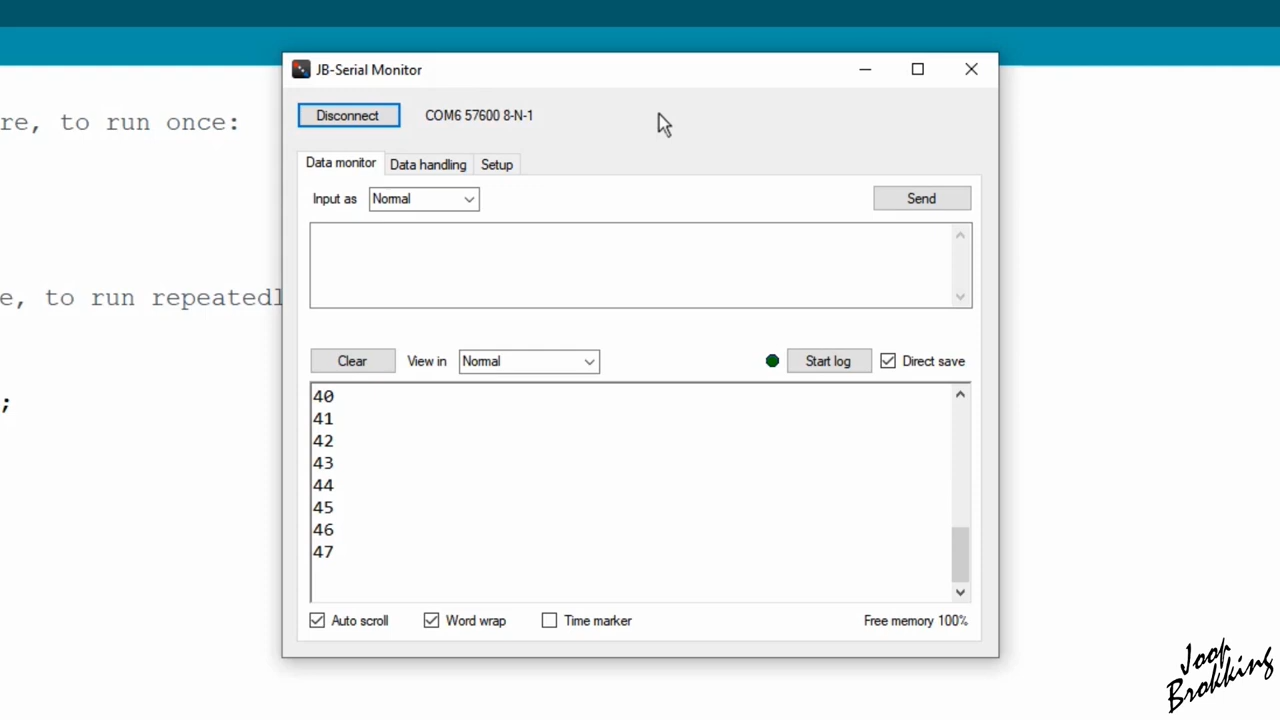 JB-Serial Monitor
Disconnect COM6 57600 8-N-1
re, to run once:
Data monitor Data handling Setup
Input as Normal Send
e, to run repeatedl
Clear View in Normal Start log Direct save
;
40
41
42
43
44
45
46
47
Auto scroll Word wrap Time marker Free memory 100%
Joop
Brokking